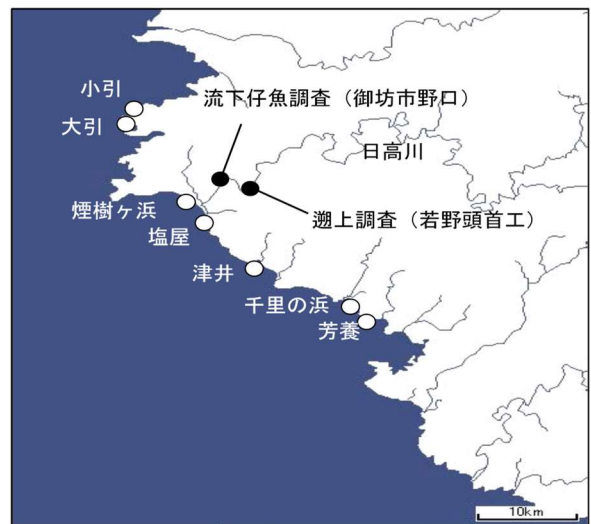 小引
流下仔魚調査（御坊市野口）
大引
日高川
煙樹ヶ浜
遡上調査（若野頭首工）
塩屋
津井
千里の浜
芳養
10km